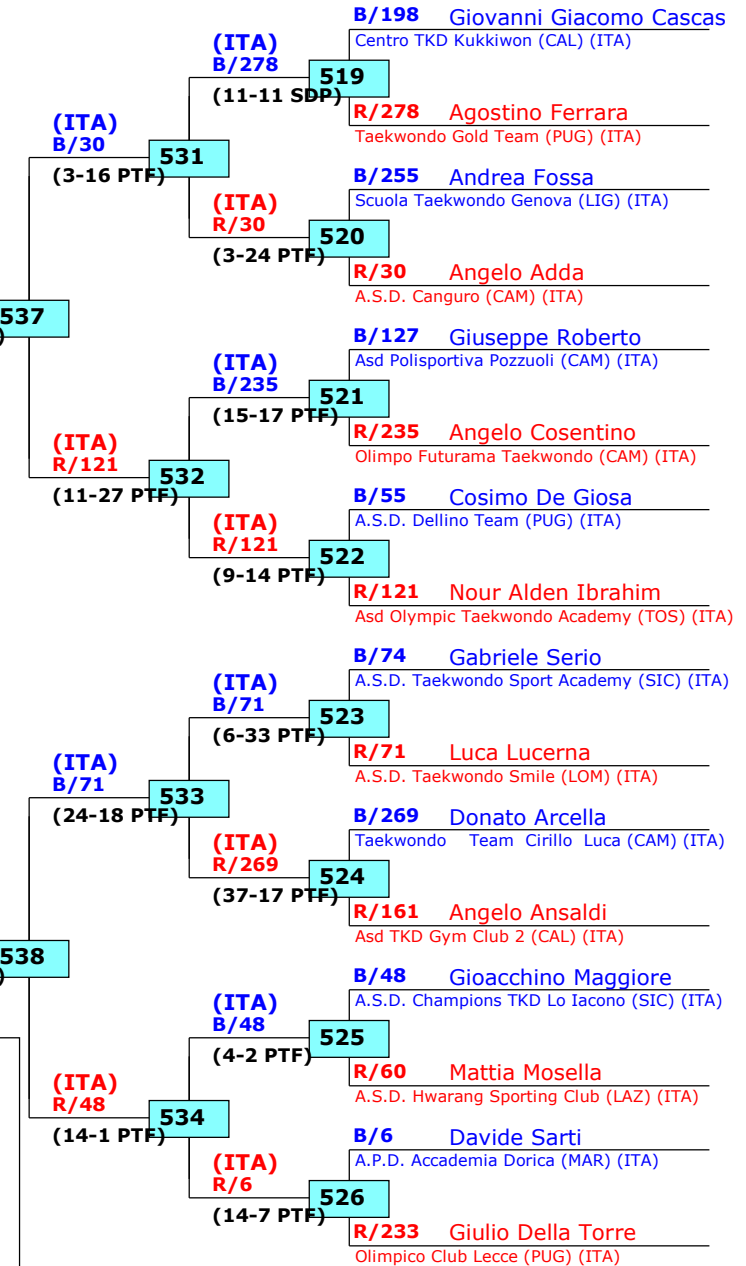 B/198 Giovanni Giacomo Cascas
Centro TKD Kukkiwon (CAL) (ITA)
(ITA)
B/278
519
(11-11 SDP)
R/278 Agostino Ferrara
Taekwondo Gold Team (PUG) (ITA)
(ITA)
B/30
531
(3-16 PTF)
B/255 Andrea Fossa
Scuola Taekwondo Genova (LIG) (ITA)
(ITA)
R/30
520
(3-24 PTF)
R/30 Angelo Adda
A.S.D. Canguro (CAM) (ITA)
537
)
B/127 Giuseppe Roberto
Asd Polisportiva Pozzuoli (CAM) (ITA)
(ITA)
B/235
521
(15-17 PTF)
R/235 Angelo Cosentino
Olimpo Futurama Taekwondo (CAM) (ITA)
(ITA)
R/121
532
(11-27 PTF)
B/55 Cosimo De Giosa
A.S.D. Dellino Team (PUG) (ITA)
(ITA)
R/121
522
(9-14 PTF)
R/121 Nour Alden Ibrahim
Asd Olympic Taekwondo Academy (TOS) (ITA)
B/74 Gabriele Serio
A.S.D. Taekwondo Sport Academy (SIC) (ITA)
(ITA)
B/71
523
(6-33 PTF)
R/71 Luca Lucerna
A.S.D. Taekwondo Smile (LOM) (ITA)
(ITA)
B/71
533
(24-18 PTF)
B/269 Donato Arcella
Taekwondo Team Cirillo Luca (CAM) (ITA)
(ITA)
R/269
524
(37-17 PTF)
R/161 Angelo Ansaldi
Asd TKD Gym Club 2 (CAL) (ITA)
538
)
B/48 Gioacchino Maggiore
A.S.D. Champions TKD Lo Iacono (SIC) (ITA)
(ITA)
B/48
525
(4-2 PTF)
R/60 Mattia Mosella
A.S.D. Hwarang Sporting Club (LAZ) (ITA)
(ITA)
R/48
534
(14-1 PTF)
B/6 Davide Sarti
A.P.D. Accademia Dorica (MAR) (ITA)
(ITA)
R/6
526
(14-7 PTF)
R/233 Giulio Della Torre
Olimpico Club Lecce (PUG) (ITA)